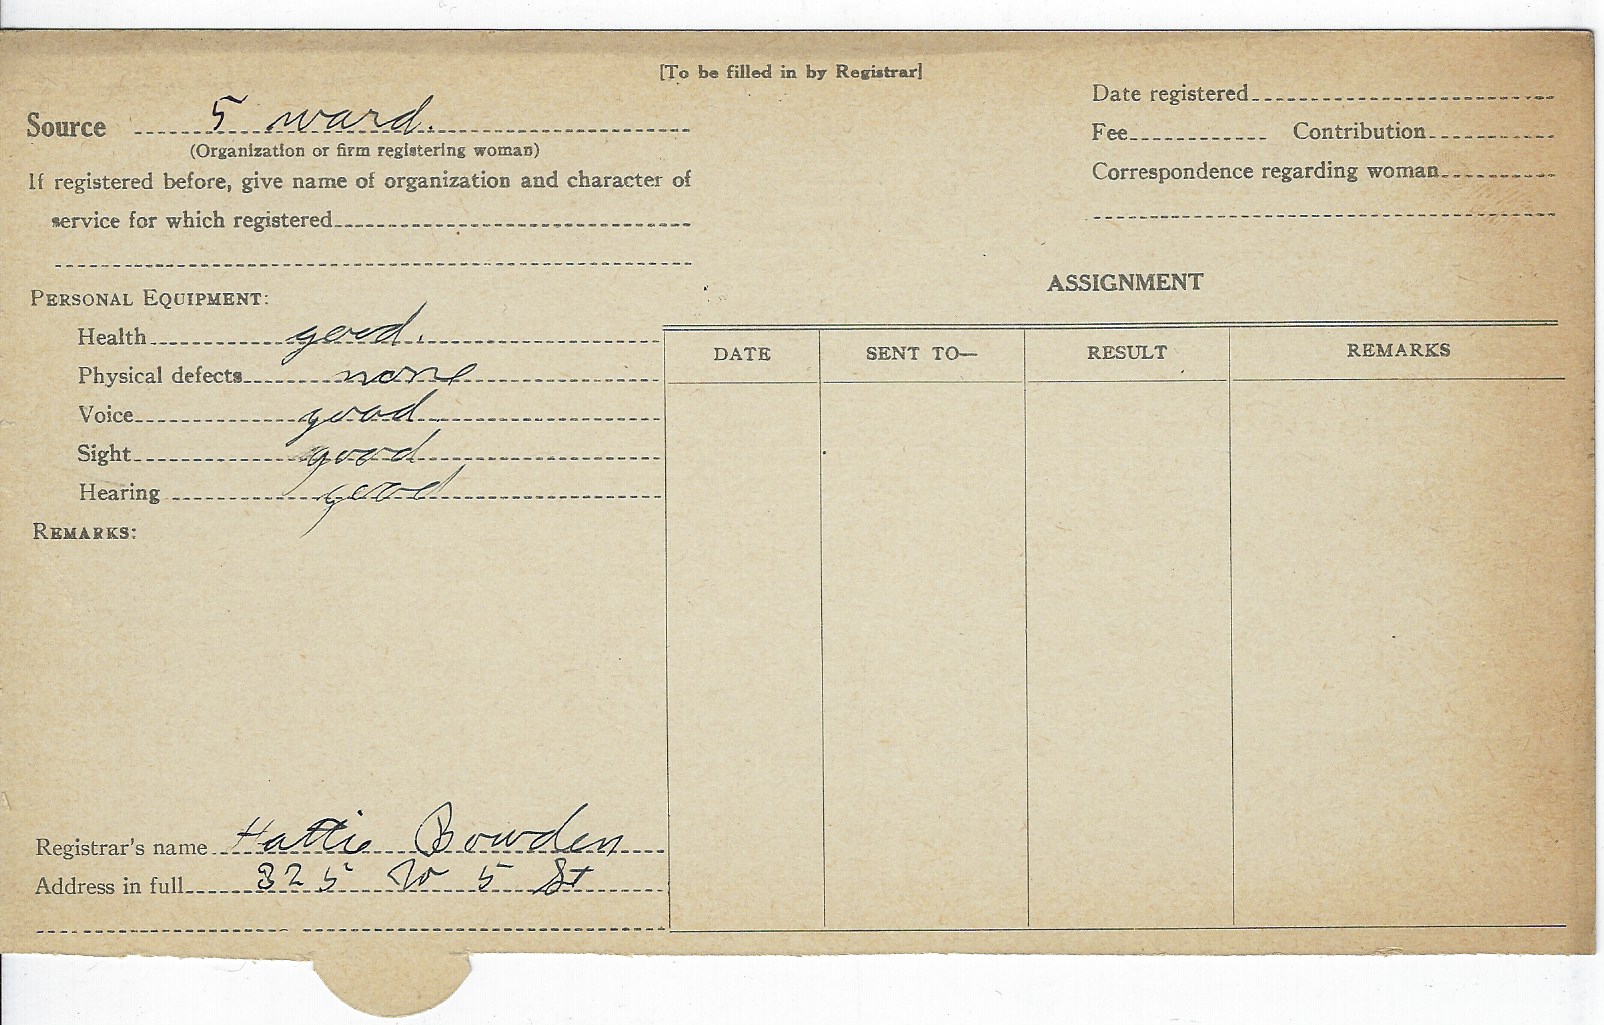 [To be filled in by Registrar]
Source 5 ward.
(Organization or firm registering woman)
If registered before, give name of organization and character of
service for which registered
Date registered
Fee Contribution
Correspondence regarding woman
PERSONAL EQUIPMENT:
Health good.
Physical defects none
Voice good
Sight good
Hearing good
REMARKS:
Registrar's name Hattie Bowden
Address in full 325 W 5 St
ASSIGNMENT
DATE SENT TO— RESULT REMARKS